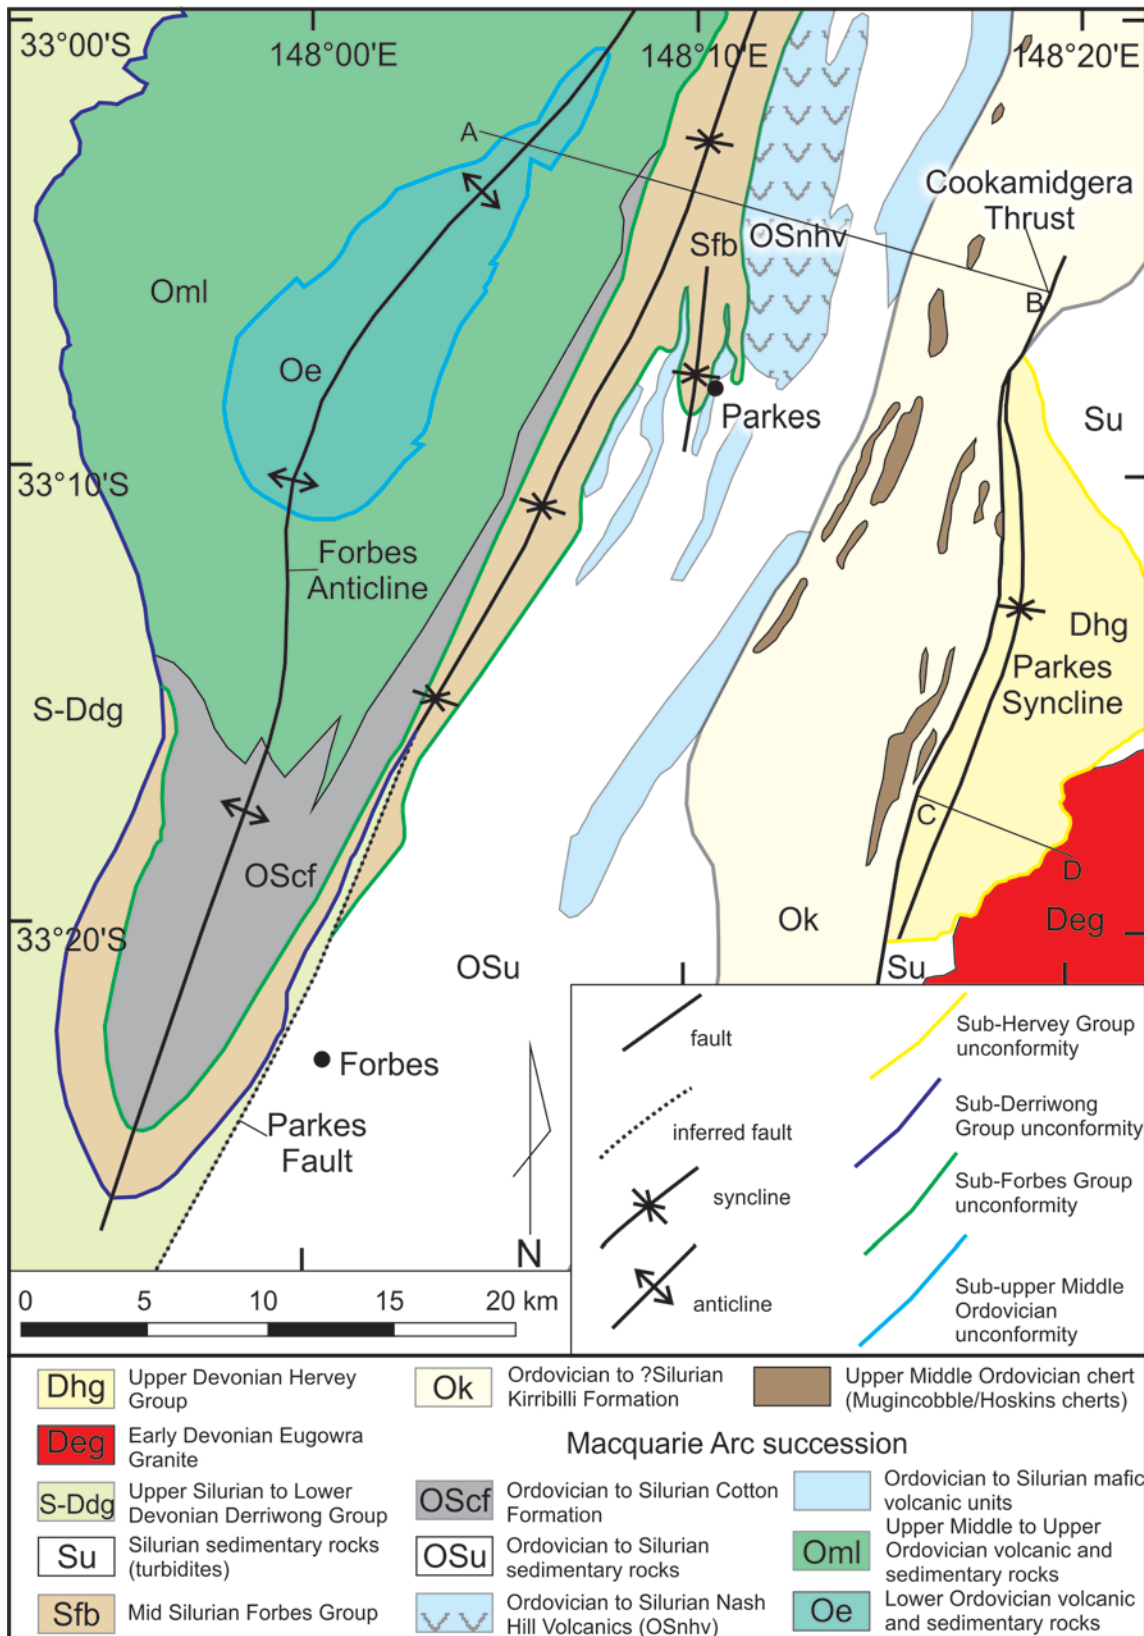 33°00'S
148°00'E
148°10'E
148°20'E
A
Cookamidgera
Thrust
Sfb
OSnhv
B
Oml
Oe
Parkes
Su
33°10'S
Forbes
Anticline
Dhg
Parkes
Syncline
S-Ddg
C
D
OScf
Ok
Deg
33°20'S
OSu
Su
Forbes
Parkes
Fault
N
fault
inferred fault
syncline
anticline
Sub-Hervey Group
unconformity
Sub-Derriwong
Group unconformity
Sub-Forbes Group
unconformity
Sub-upper Middle
Ordovician
unconformity
0 5 10 15 20 km
Dhg
Upper Devonian Hervey
Group
Deg
Early Devonian Eugowra
Granite
S-Ddg
Upper Silurian to Lower
Devonian Derriwong Group
Su
Silurian sedimentary rocks
(turbidites)
Sfb
Mid Silurian Forbes Group
Ok
Ordovician to ?Silurian
Kirribilli Formation
Upper Middle Ordovician chert
(Mugincobble/Hoskins cherts)
Macquarie Arc succession
OScf
Ordovician to Silurian Cotton
Formation
OSu
Ordovician to Silurian
sedimentary rocks
Ordovician to Silurian Nash
Hill Volcanics (OSnhv)
Ordovician to Silurian mafic
volcanic units
Oml
Upper Middle to Upper
Ordovician volcanic and
sedimentary rocks
Oe
Lower Ordovician volcanic
and sedimentary rocks